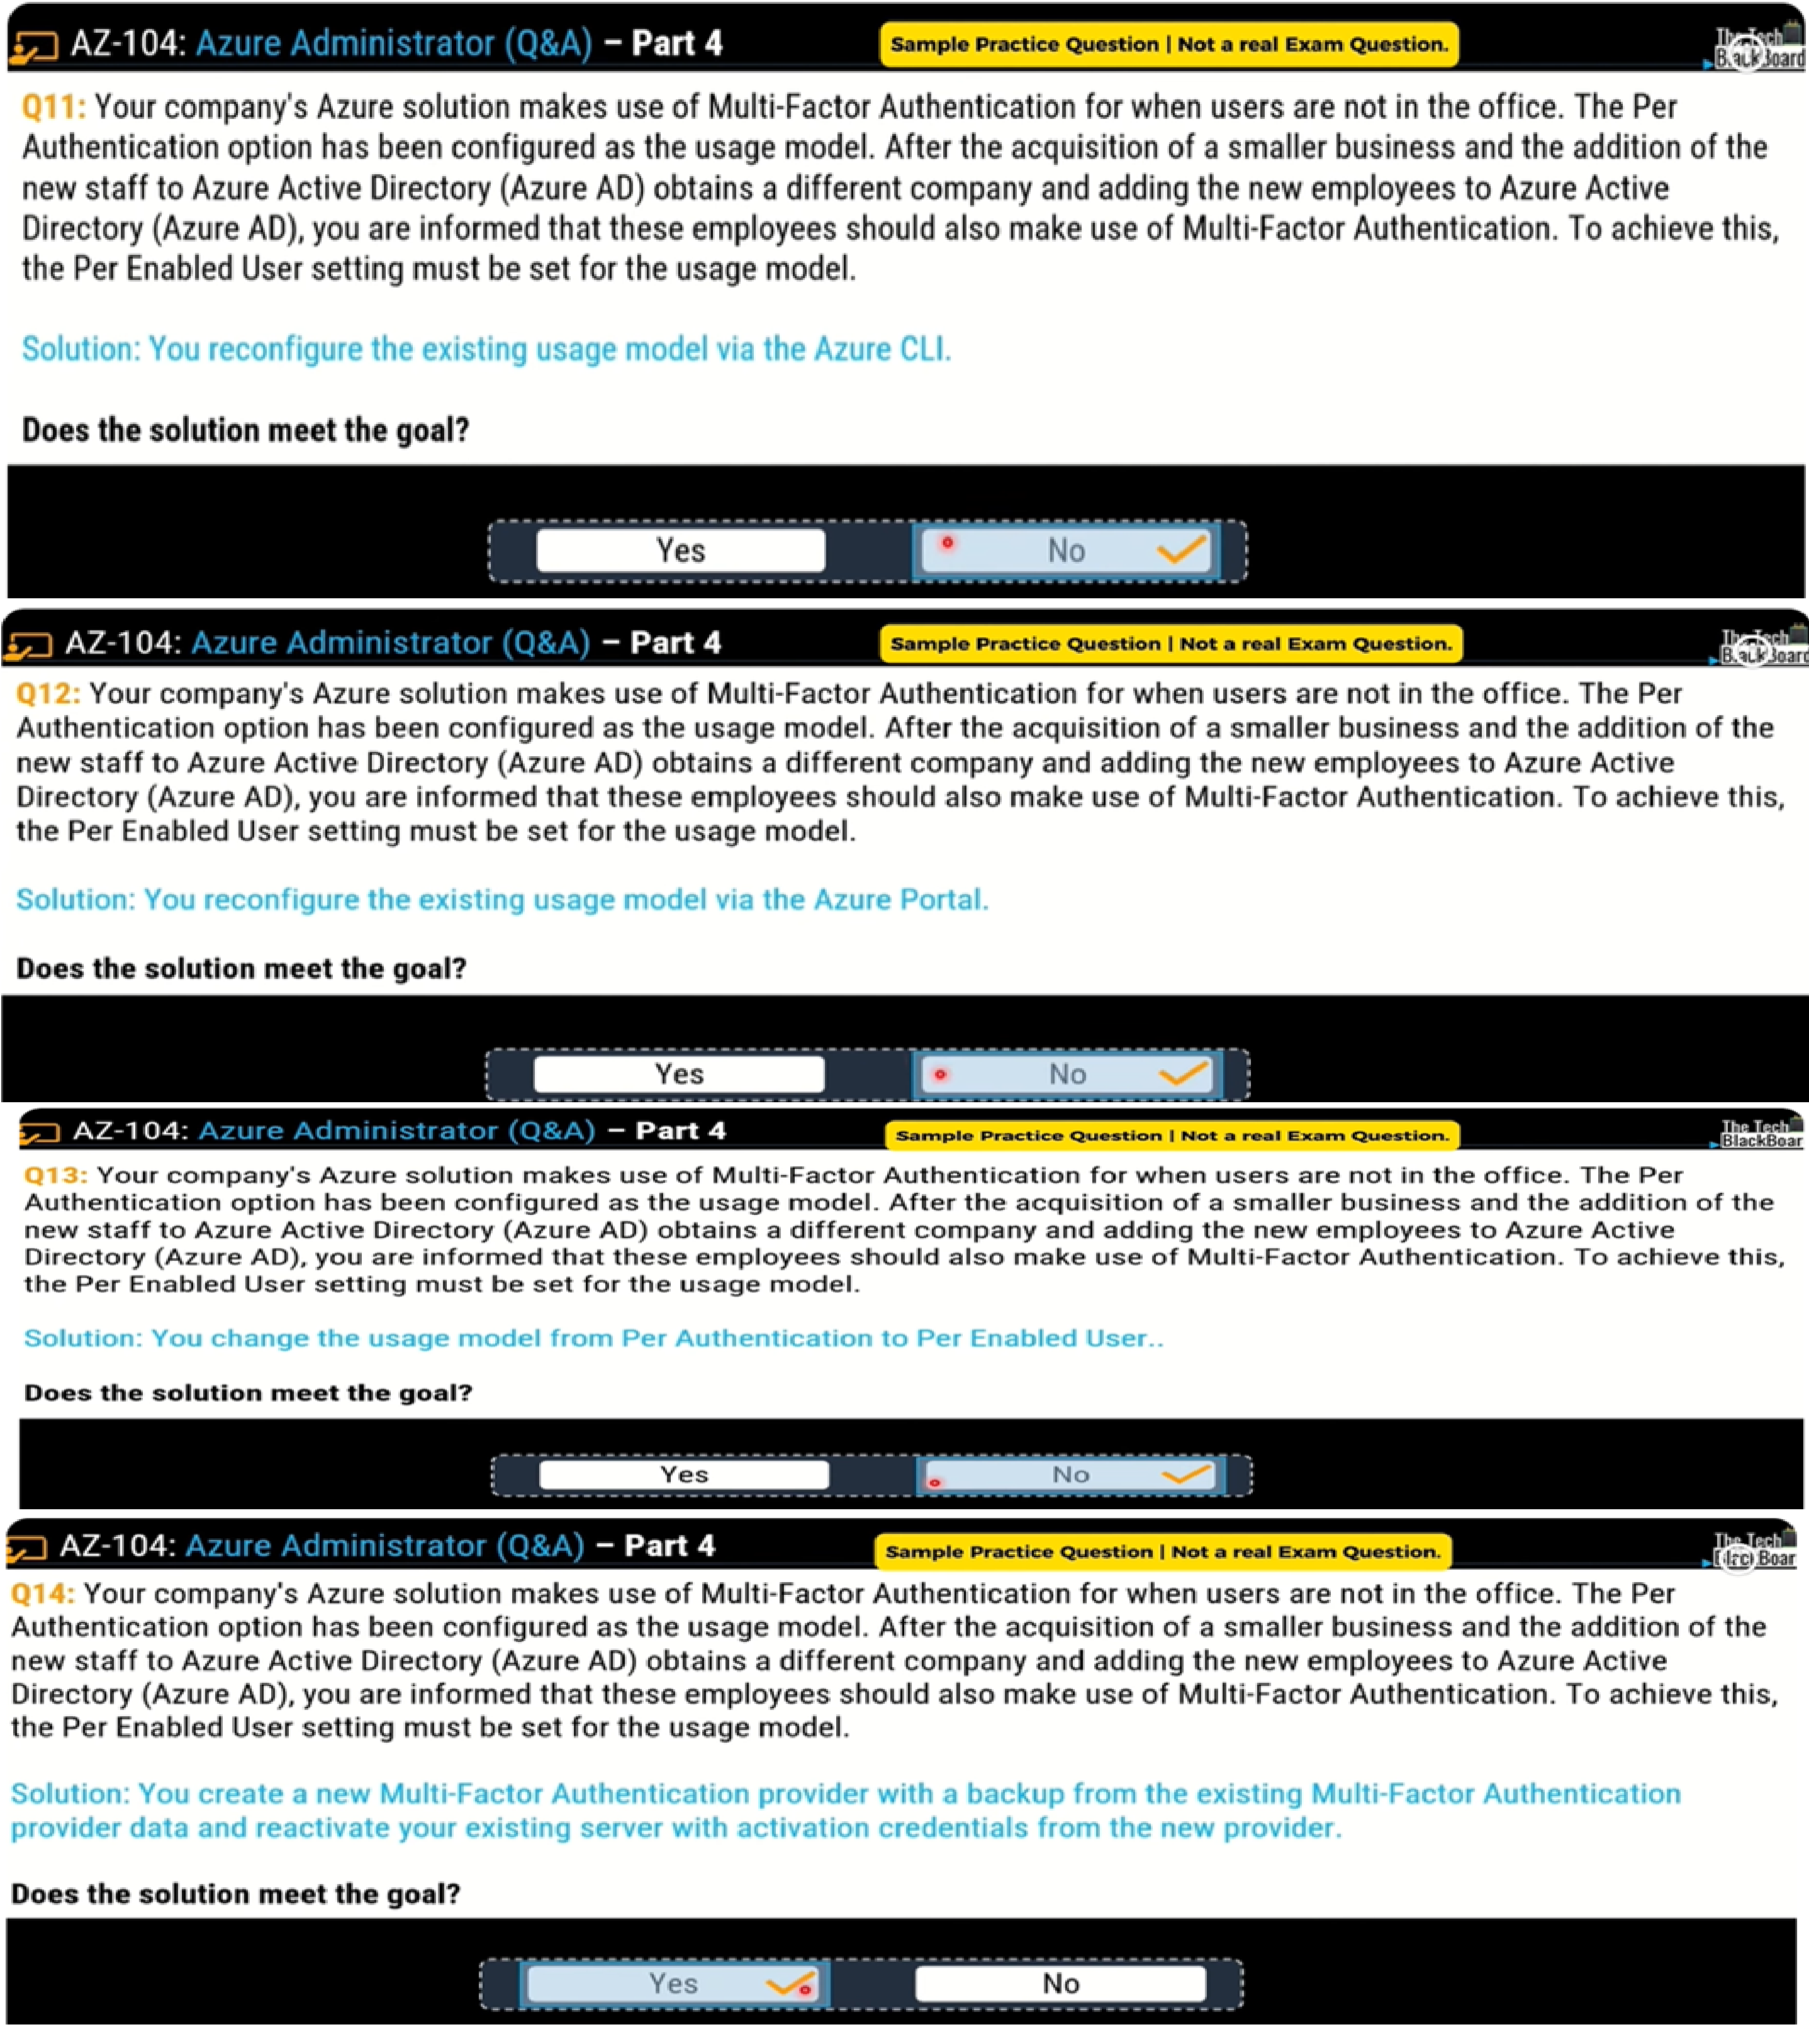 AZ-104: Azure Administrator (Q&A) – Part 4
Sample Practice Question | Not a real Exam Question.
The Tech
BlackBoard
Q11: Your company's Azure solution makes use of Multi-Factor Authentication for when users are not in the office. The Per
Authentication option has been configured as the usage model. After the acquisition of a smaller business and the addition of the
new staff to Azure Active Directory (Azure AD) obtains a different company and adding the new employees to Azure Active
Directory (Azure AD), you are informed that these employees should also make use of Multi-Factor Authentication. To achieve this,
the Per Enabled User setting must be set for the usage model.
Solution: You reconfigure the existing usage model via the Azure CLI.
Does the solution meet the goal?
Yes
No
AZ-104: Azure Administrator (Q&A) – Part 4
Sample Practice Question | Not a real Exam Question.
The Tech
BlackBoard
Q12: Your company's Azure solution makes use of Multi-Factor Authentication for when users are not in the office. The Per
Authentication option has been configured as the usage model. After the acquisition of a smaller business and the addition of the
new staff to Azure Active Directory (Azure AD) obtains a different company and adding the new employees to Azure Active
Directory (Azure AD), you are informed that these employees should also make use of Multi-Factor Authentication. To achieve this,
the Per Enabled User setting must be set for the usage model.
Solution: You reconfigure the existing usage model via the Azure Portal.
Does the solution meet the goal?
Yes
No
AZ-104: Azure Administrator (Q&A) – Part 4
Sample Practice Question | Not a real Exam Question.
The Tech
BlackBoar
Q13: Your company's Azure solution makes use of Multi-Factor Authentication for when users are not in the office. The Per
Authentication option has been configured as the usage model. After the acquisition of a smaller business and the addition of the
new staff to Azure Active Directory (Azure AD) obtains a different company and adding the new employees to Azure Active
Directory (Azure AD), you are informed that these employees should also make use of Multi-Factor Authentication. To achieve this,
the Per Enabled User setting must be set for the usage model.
Solution: You change the usage model from Per Authentication to Per Enabled User..
Does the solution meet the goal?
Yes
No
AZ-104: Azure Administrator (Q&A) – Part 4
Sample Practice Question | Not a real Exam Question.
The Tech
Q14: Your company's Azure solution makes use of Multi-Factor Authentication for when users are not in the office. The Per
Authentication option has been configured as the usage model. After the acquisition of a smaller business and the addition of the
new staff to Azure Active Directory (Azure AD) obtains a different company and adding the new employees to Azure Active
Directory (Azure AD), you are informed that these employees should also make use of Multi-Factor Authentication. To achieve this,
the Per Enabled User setting must be set for the usage model.
Solution: You create a new Multi-Factor Authentication provider with a backup from the existing Multi-Factor Authentication
provider data and reactivate your existing server with activation credentials from the new provider.
Does the solution meet the goal?
Yes
No